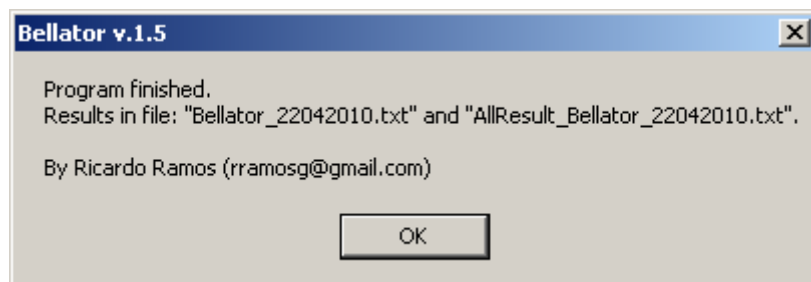 Bellator v.1.5
Program finished.
Results in file: "Bellator_22042010.txt" and "AllResult_Bellator_22042010.txt".
By Ricardo Ramos (rramosg@gmail.com)
OK